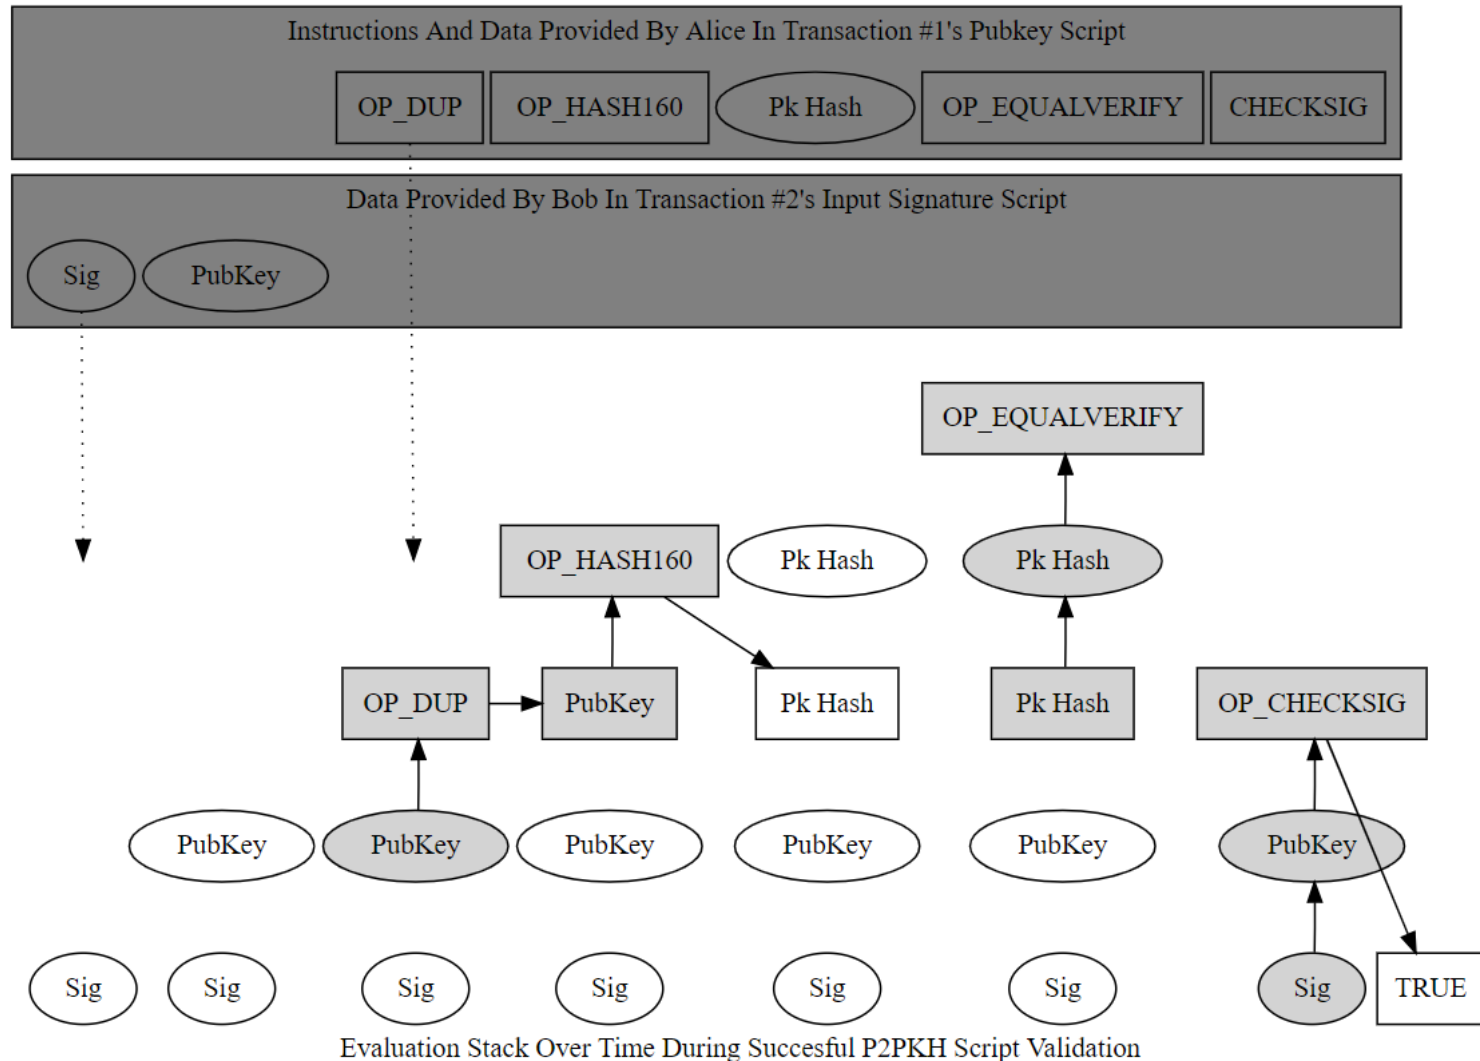 Instructions And Data Provided By Alice In Transaction #1's Pubkey Script
OP_DUP OP_HASH160 Pk Hash OP_EQUALVERIFY CHECKSIG
Data Provided By Bob In Transaction #2's Input Signature Script
Sig PubKey
OP_EQUALVERIFY
OP_HASH160 Pk Hash Pk Hash
OP_DUP PubKey Pk Hash Pk Hash OP_CHECKSIG
PubKey PubKey PubKey PubKey PubKey PubKey
Sig Sig Sig Sig Sig Sig Sig TRUE
Evaluation Stack Over Time During Succesful P2PKH Script Validation